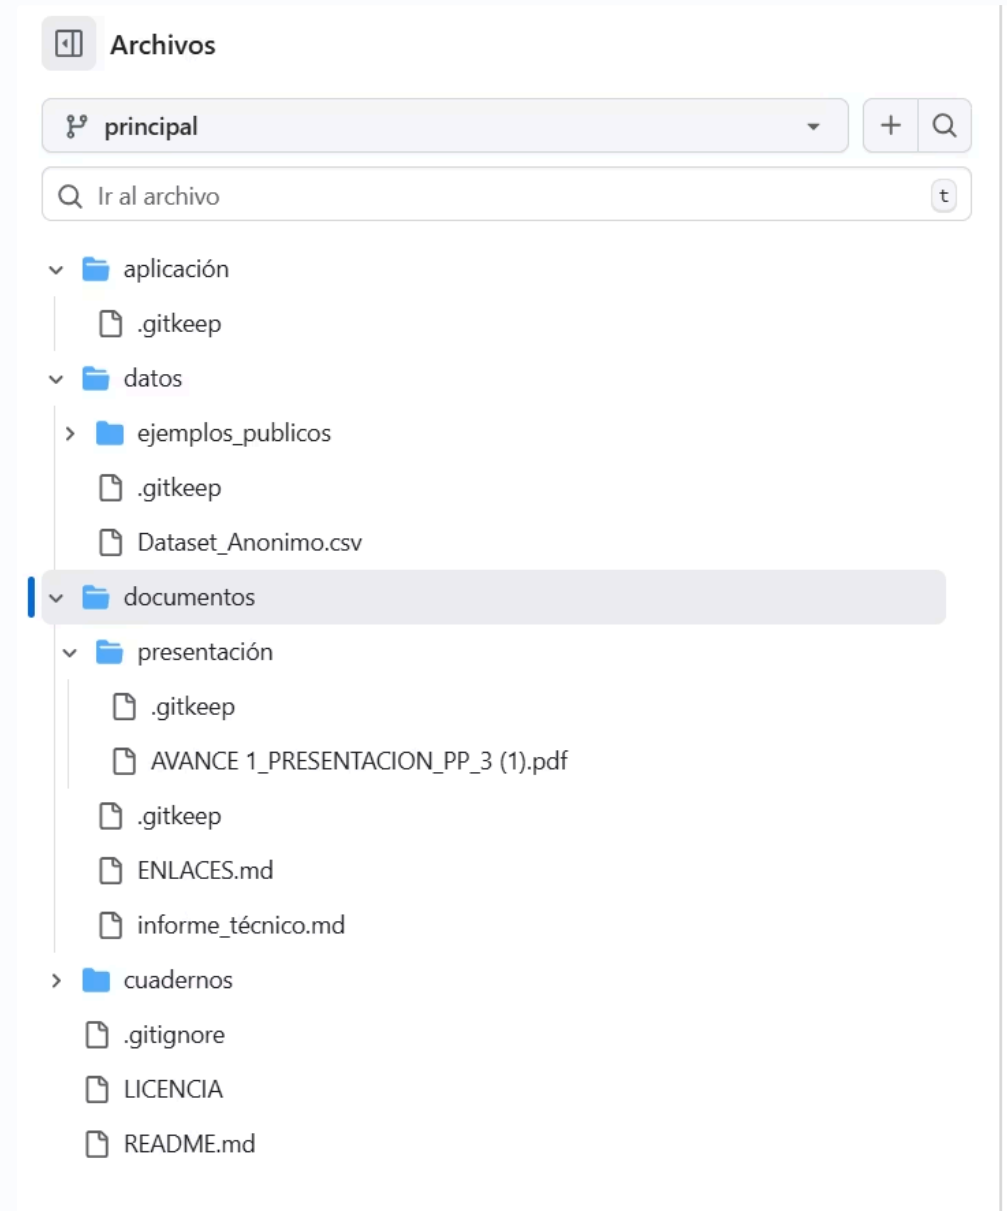 Archivos
principal
Ir al archivo t
aplicación
.gitkeep
datos
ejemplos_publicos
.gitkeep
Dataset_Anonimo.csv
documentos
presentación
.gitkeep
AVANCE 1_PRESENTACION_PP_3 (1).pdf
.gitkeep
ENLACES.md
informe_técnico.md
cuadernos
.gitignore
LICENCIA
README.md